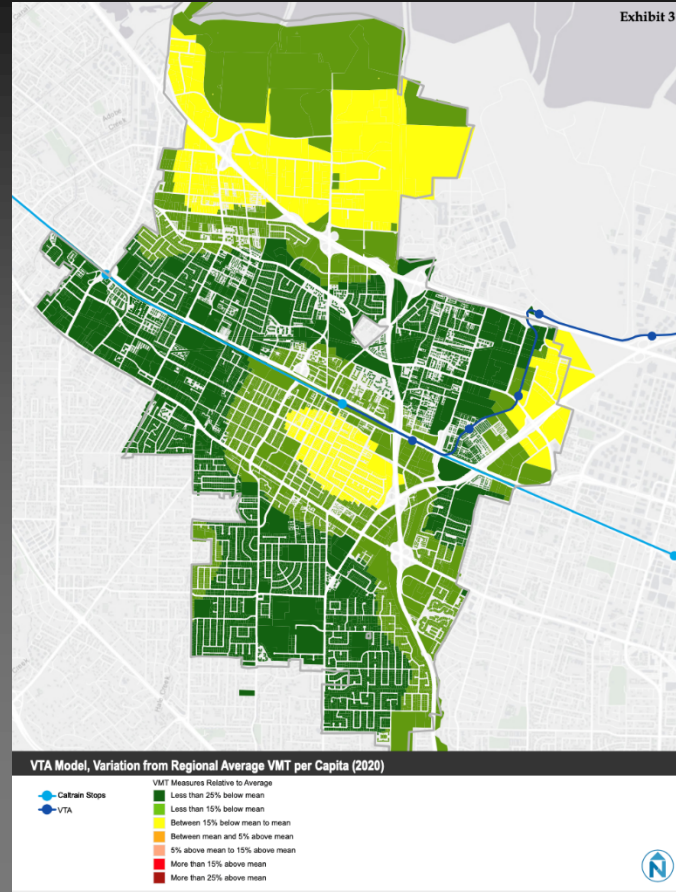 Exhibit 3
Adobe
Creek
VTA Model, Variation from Regional Average VMT per Capita (2020)
Caltrain Stops
VTA
VMT Measures Relative to Average
Less than 25% below mean
Less than 15% below mean
Between 15% below mean to mean
Between mean and 5% above mean
5% above mean to 15% above mean
More than 15% above mean
More than 25% above mean
N